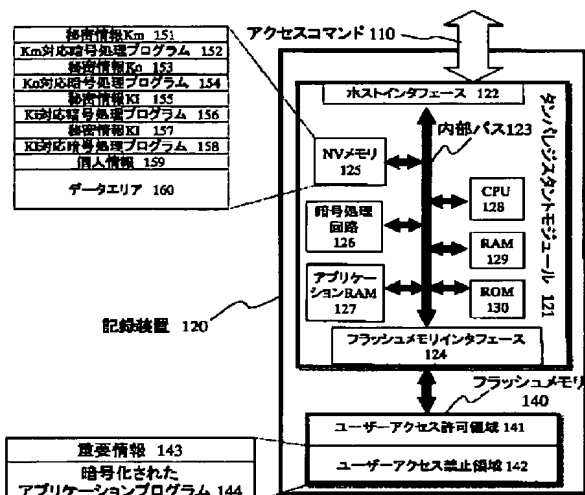 アクセスコマンド 110
秘密情報Km 151
Km対応暗号処理プログラム 152
秘密情報Kn 153
Kn対応暗号処理プログラム 154
秘密情報Ki 155
Ki対応暗号処理プログラム 156
秘密情報Kl 157
Kl対応暗号処理プログラム 158
個人情報 159
データエリア 160
ホストインタフェース 122
内部バス123
NVメモリ
125
暗号処理
回路
126
アプリケー
ションRAM
127
CPU
128
RAM
129
ROM
130
タンパレジスタントモジュール 121
フラッシュメモリインタフェース
124
記録装置 120
フラッシュメモリ
140
ユーザーアクセス許可領域 141
ユーザーアクセス禁止領域 142
重要情報 143
暗号化された
アプリケーションプログラム 144